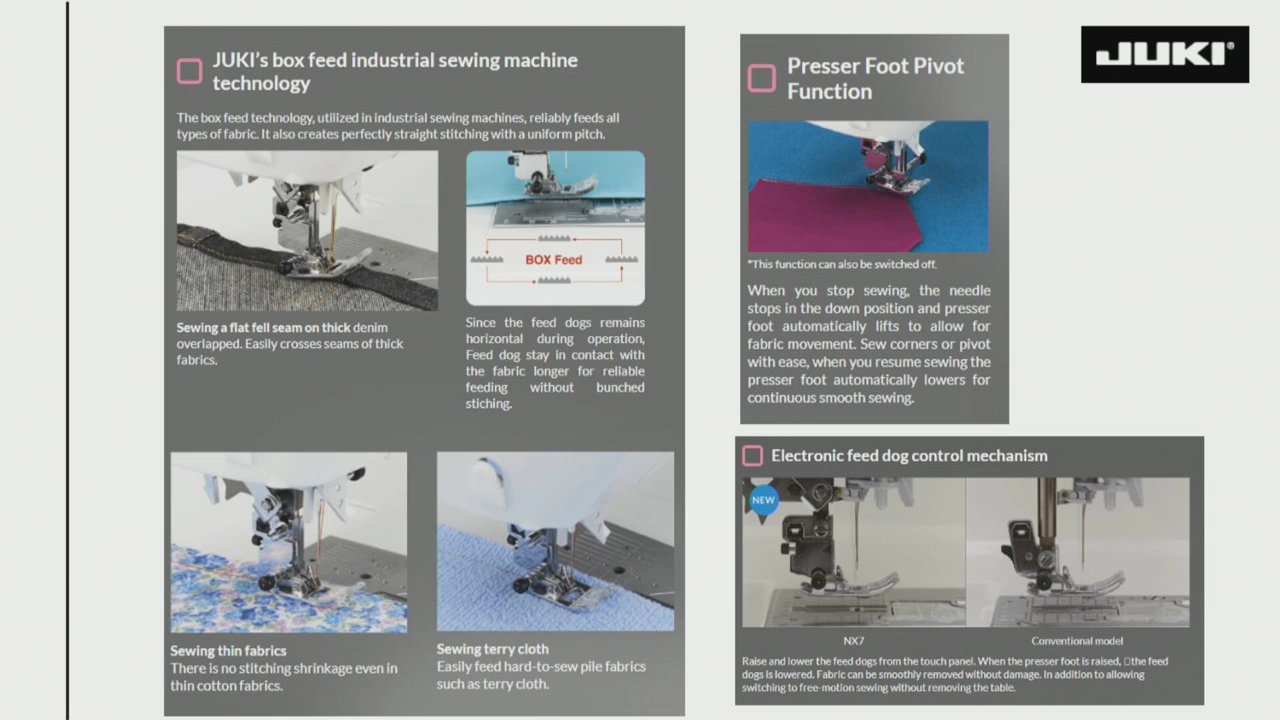 JUKI's box feed industrial sewing machine
technology
The box feed technology, utilized in industrial sewing machines, reliably feeds all
types of fabric. It also creates perfectly straight stitching with a uniform pitch.
Sewing a flat fell seam on thick denim
overlapped. Easily crosses seams of thick
fabrics.
BOX Feed
Since the feed dogs remains
horizontal during operation,
Feed dog stay in contact with
the fabric longer for reliable
feeding without bunched
stiching.
Sewing thin fabrics
There is no stitching shrinkage even in
thin cotton fabrics.
Sewing terry cloth
Easily feed hard-to-sew pile fabrics
such as terry cloth.
Presser Foot Pivot
Function
*This function can also be switched off.
When you stop sewing, the needle
stops in the down position and presser
foot automatically lifts to allow for
fabric movement. Sew corners or pivot
with ease, when you resume sewing the
presser foot automatically lowers for
continuous smooth sewing.
JUKI®
Electronic feed dog control mechanism
NEW
NX7
Conventional model
Raise and lower the feed dogs from the touch panel. When the presser foot is raised, □the feed
dogs is lowered. Fabric can be smoothly removed without damage. In addition to allowing
switching to free-motion sewing without removing the table.